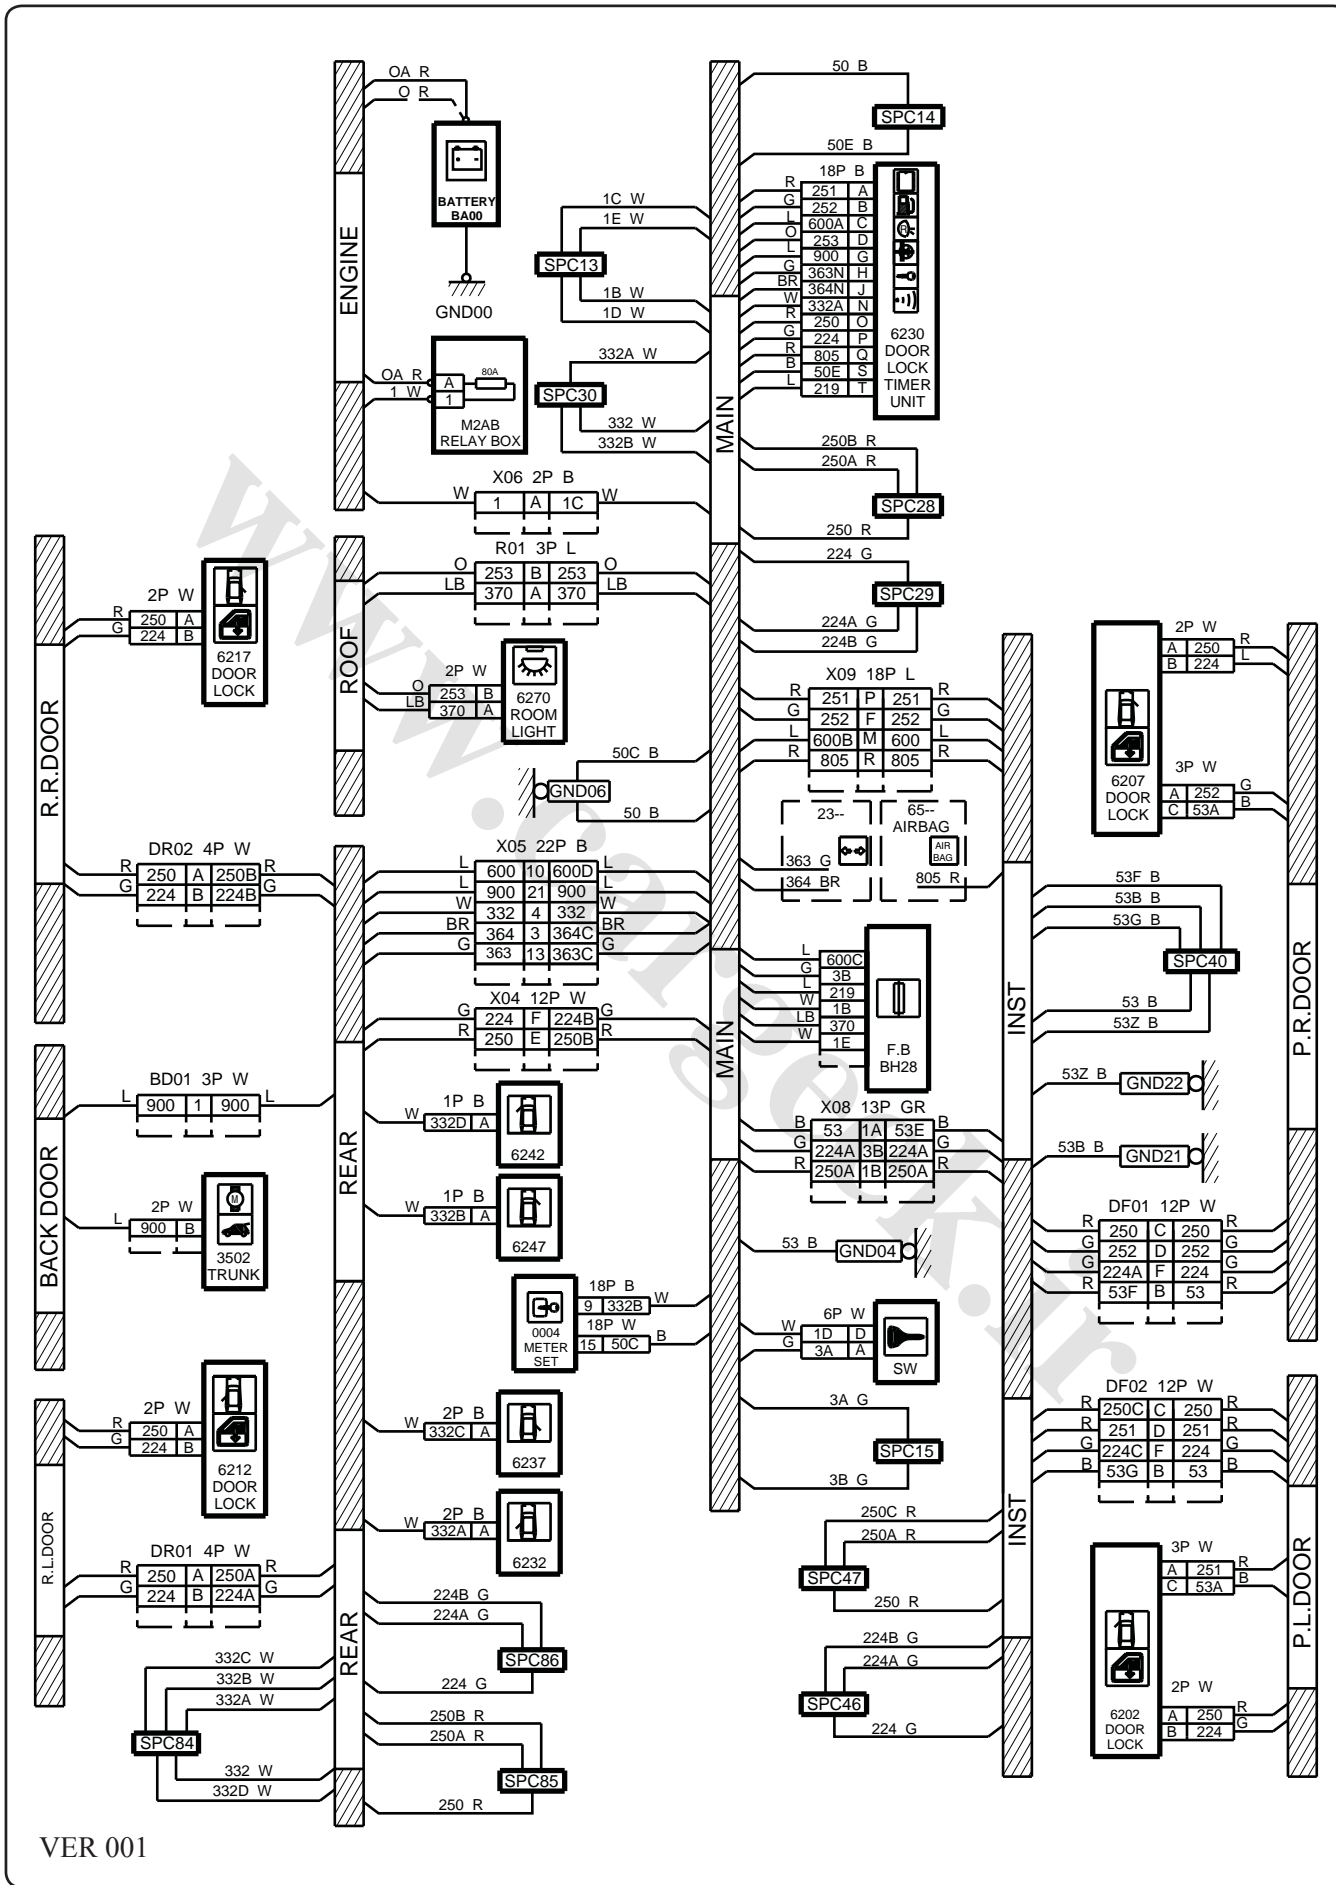 OA R
O R
BATTERY
BA00
GND00
ENGINE
OA R
1 W
A
1
80A
M2AB
RELAY BOX
1C W
1E W
SPC13
1B W
1D W
332A W
SPC30
332 W
332B W
X06 2P B
W 1 A 1C W
MAIN
50 B
SPC14
50E B
18P B
R 251 A
G 252 B
L 600A C
O 253 D
L 900 G
G 363N H
BR 364N J
W 332A N
R 250 O
G 224 P
R 805 Q
B 50E S
L 219 T
6230
DOOR
LOCK
TIMER
UNIT
250B R
250A R
SPC28
250 R
224 G
SPC29
224A G
224B G
R.R.DOOR
2P W
R 250 A
G 224 B
6217
DOOR
LOCK
ROOF
R01 3P L
O 253 B 253 O
LB 370 A 370 LB
2P W
O 253 B
LB 370 A
6270
ROOM
LIGHT
50C B
GND06
50 B
X09 18P L
R 251 P 251 R
G 252 F 252 G
L 600B M 600 L
R 805 R 805 R
23--
363 G
364 BR
65--
AIRBAG
AIR
BAG
805 R
2P W
A 250 R
B 224 L
3P W
A 252 G
C 53A B
6207
DOOR
LOCK
P.R.DOOR
DR02 4P W
R 250 A 250B R
G 224 B 224B G
X05 22P B
L 600 10 600D L
L 900 21 900 L
W 332 4 332 W
BR 364 3 364C BR
G 363 13 363C G
X04 12P W
G 224 F 224B G
R 250 E 250B R
MAIN
L 600C
G 3B
L 219
W 1B
LB 370
W 1E
F.B
BH28
INST
53F B
53B B
53G B
SPC40
53 B
53Z B
53Z B
GND22
53B B
GND21
BACK DOOR
BD01 3P W
L 900 1 900 L
2P W
L 900 B
M
3502
TRUNK
REAR
1P B
W 332D A
6242
1P B
W 332B A
6247
X08 13P GR
B 53 1A 53E B
G 224A 3B 224A G
R 250A 1B 250A R
53 B
GND04
DF01 12P W
R 250 C 250 R
G 252 D 252 G
G 224A F 224 G
R 53F B 53 R
18P B
9 332B W
18P W
15 50C B
0004
METER
SET
6P W
W 1D D
G 3A A
SW
3A G
SPC15
3B G
R.L.DOOR
2P W
R 250 A
G 224 B
6212
DOOR
LOCK
2P B
W 332C A
6237
2P B
W 332A A
6232
DF02 12P W
R 250C C 250 R
R 251 D 251 R
G 224C F 224 G
B 53G B 53 B
INST
250C R
250A R
SPC47
250 R
224B G
224A G
SPC46
224 G
P.L.DOOR
3P W
A 251 R
C 53A B
2P W
A 250 R
B 224 G
6202
DOOR
LOCK
DR01 4P W
R 250 A 250A R
G 224 B 224A G
REAR
332C W
332B W
332A W
SPC84
332 W
332D W
224B G
224A G
SPC86
224 G
250B R
250A R
SPC85
250 R
VER 001
www.cargeek.ir